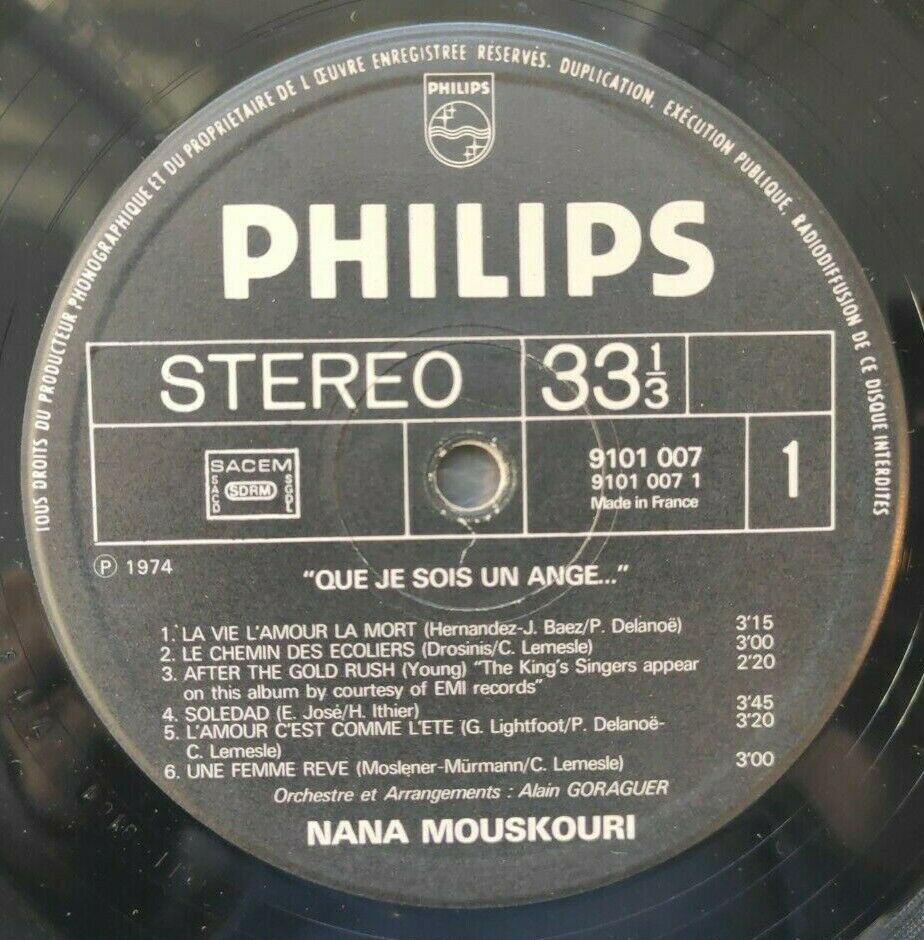 TOUS DROITS DU PRODUCTEUR PHONOGRAPHIQUE ET DU PROPRIETAIRE DE L'ŒUVRE ENREGISTREE RESERVÉS. DUPLICATION, EXÉCUTION PUBLIQUE, RADIODIFFUSION DE CE DISQUE INTERDITES
PHILIPS
PHILIPS
STEREO 33 1/3
SACEM
SACD SDRM SGDL
9101 007
9101 007 1
Made in France
1
Ⓟ 1974
"QUE JE SOIS UN ANGE..."
1. LA VIE L'AMOUR LA MORT (Hernandez-J. Baez/P. Delanoë) 3'15
2. LE CHEMIN DES ECOLIERS (Drosinis/C. Lemesle) 3'00
3. AFTER THE GOLD RUSH (Young) "The King's Singers appear 2'20
on this album by courtesy of EMI records"
4. SOLEDAD (E. José/H. Ithier) 3'45
5. L'AMOUR C'EST COMME L'ETE (G. Lightfoot/P. Delanoë- 3'20
C. Lemesle)
6. UNE FEMME REVE (Moslener-Mürmann/C. Lemesle) 3'00
Orchestre et Arrangements : Alain GORAGUER
NANA MOUSKOURI